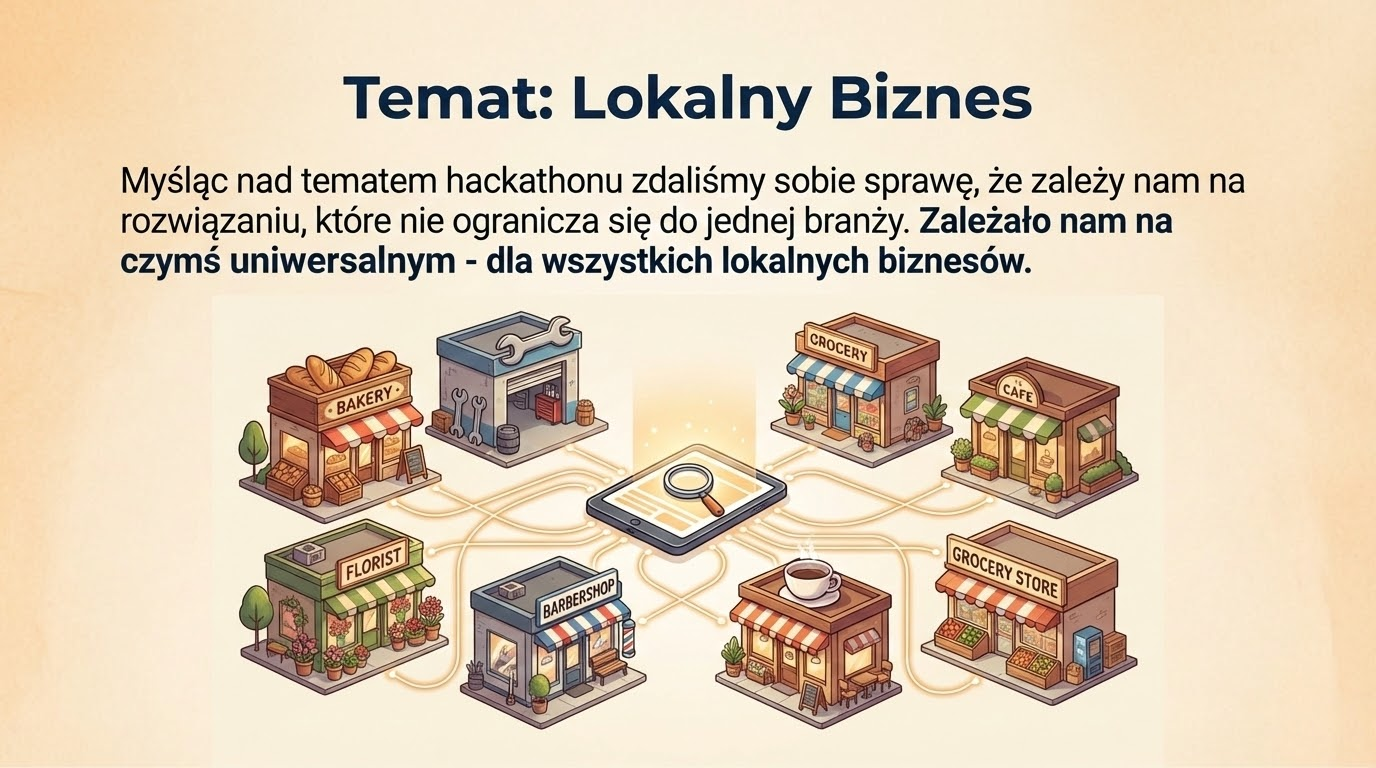 Temat: Lokalny Biznes
Myśląc nad tematem hackathonu zdaliśmy sobie sprawę, że zależy nam na
rozwiązaniu, które nie ogranicza się do jednej branży. Zależało nam na
czymś uniwersalnym - dla wszystkich lokalnych biznesów.
BAKERY
GROCERY
CAFE
FLORIST
BARBERSHOP
GROCERY STORE